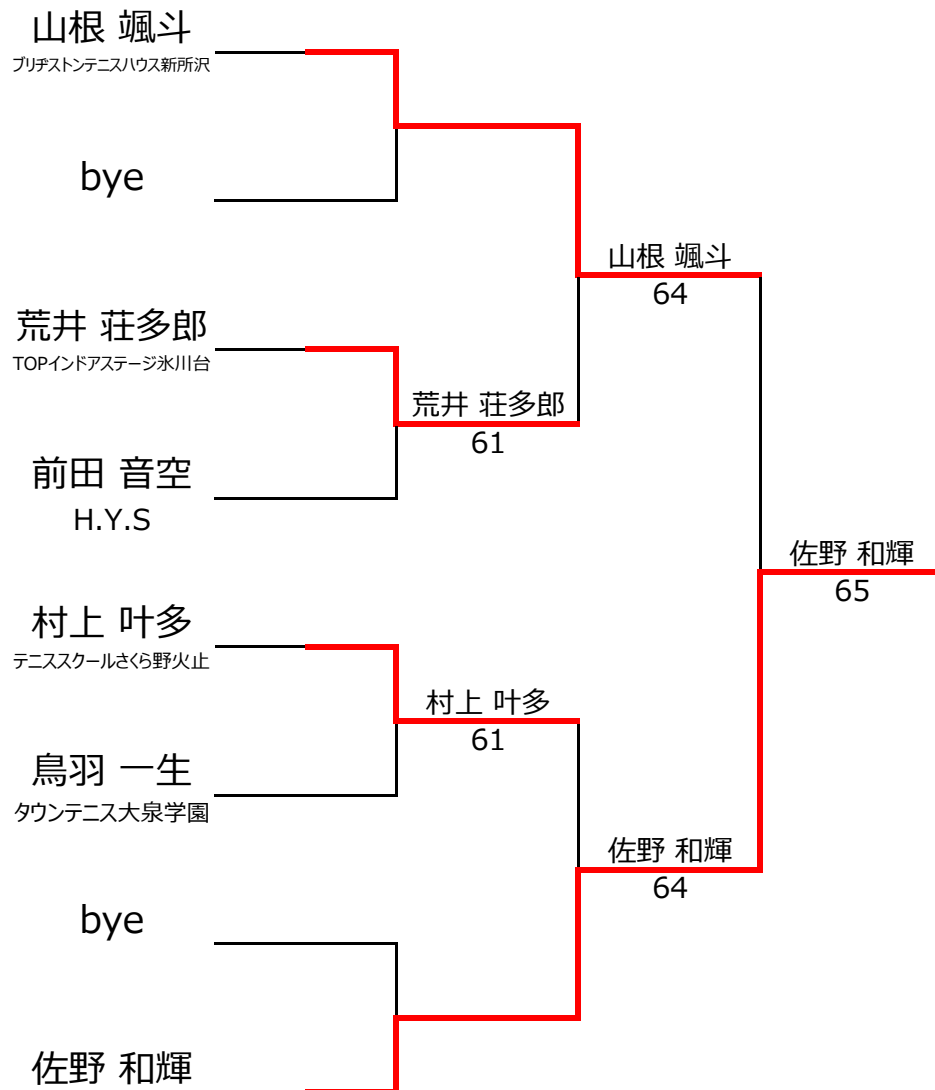 山根 颯斗
ブリヂストンテニスハウス新所沢
bye
山根 颯斗
64
荒井 荘多郎
TOPインドアステージ氷川台
荒井 荘多郎
61
前田 音空
H.Y.S
佐野 和輝
65
村上 叶多
テニススクールさくら野火止
村上 叶多
61
鳥羽 一生
タウンテニス大泉学園
佐野 和輝
64
bye
佐野 和輝